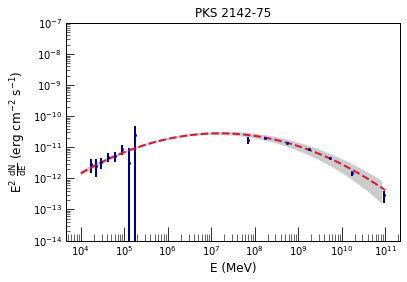 PKS 2142-75
10⁻⁷
10⁻⁸
10⁻⁹
10⁻¹⁰
10⁻¹¹
10⁻¹²
10⁻¹³
10⁻¹⁴
E² dN/dE (erg cm⁻² s⁻¹)
10⁴ 10⁵ 10⁶ 10⁷ 10⁸ 10⁹ 10¹⁰ 10¹¹
E (MeV)